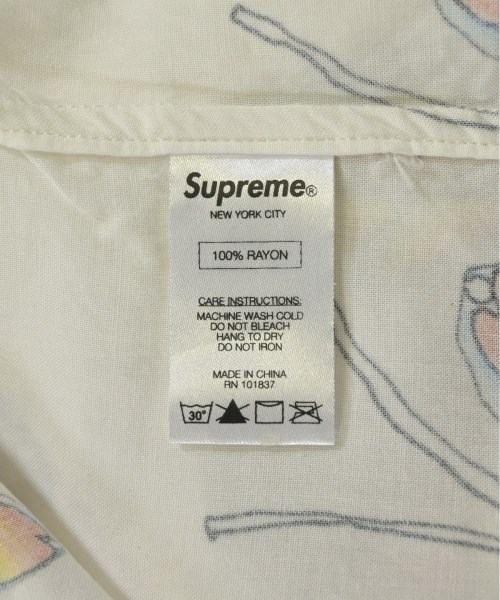 Supreme®
NEW YORK CITY
100% RAYON
CARE INSTRUCTIONS:
MACHINE WASH COLD
DO NOT BLEACH
HANG TO DRY
DO NOT IRON
MADE IN CHINA
RN 101837
30°